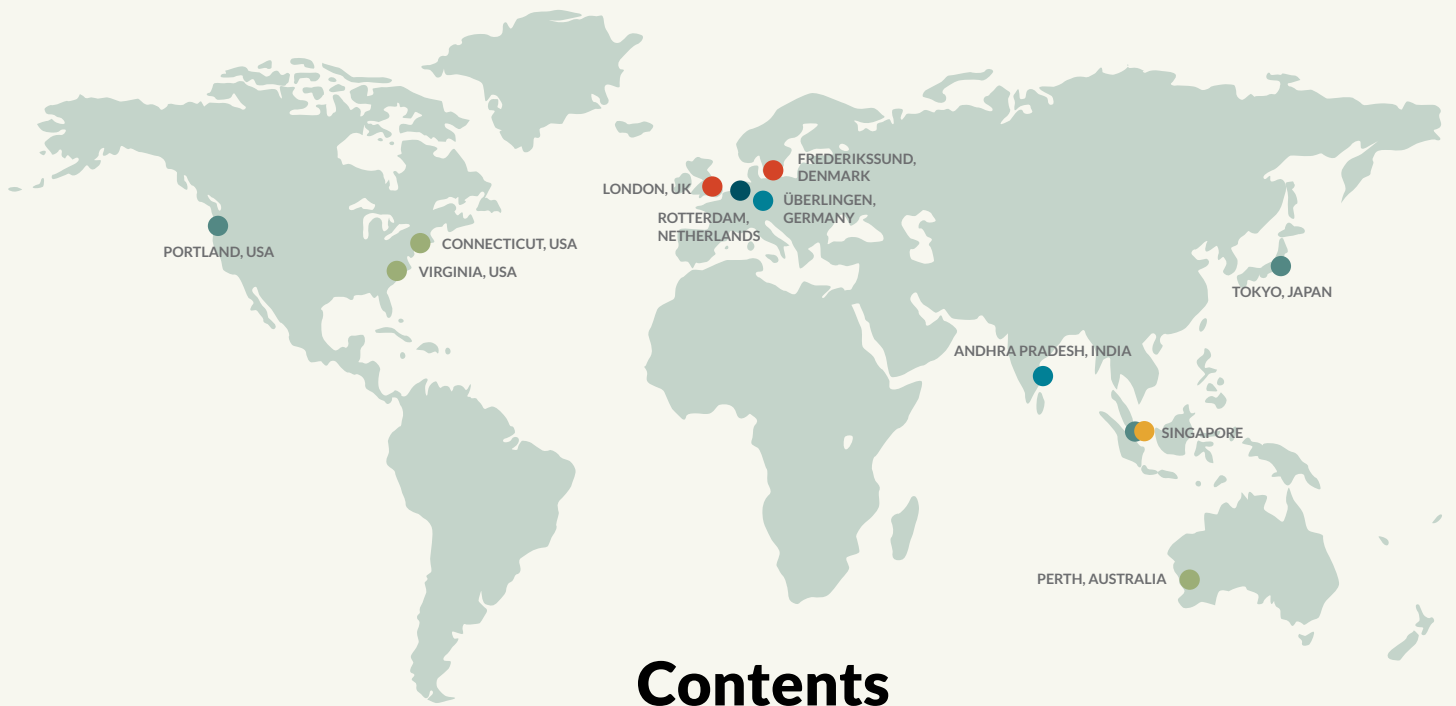 FREDERIKSSUND,
DENMARK
LONDON, UK
ÜBERLINGEN,
GERMANY
ROTTERDAM,
NETHERLANDS
PORTLAND, USA
CONNECTICUT, USA
VIRGINIA, USA
TOKYO, JAPAN
ANDHRA PRADESH, INDIA
SINGAPORE
PERTH, AUSTRALIA
Contents